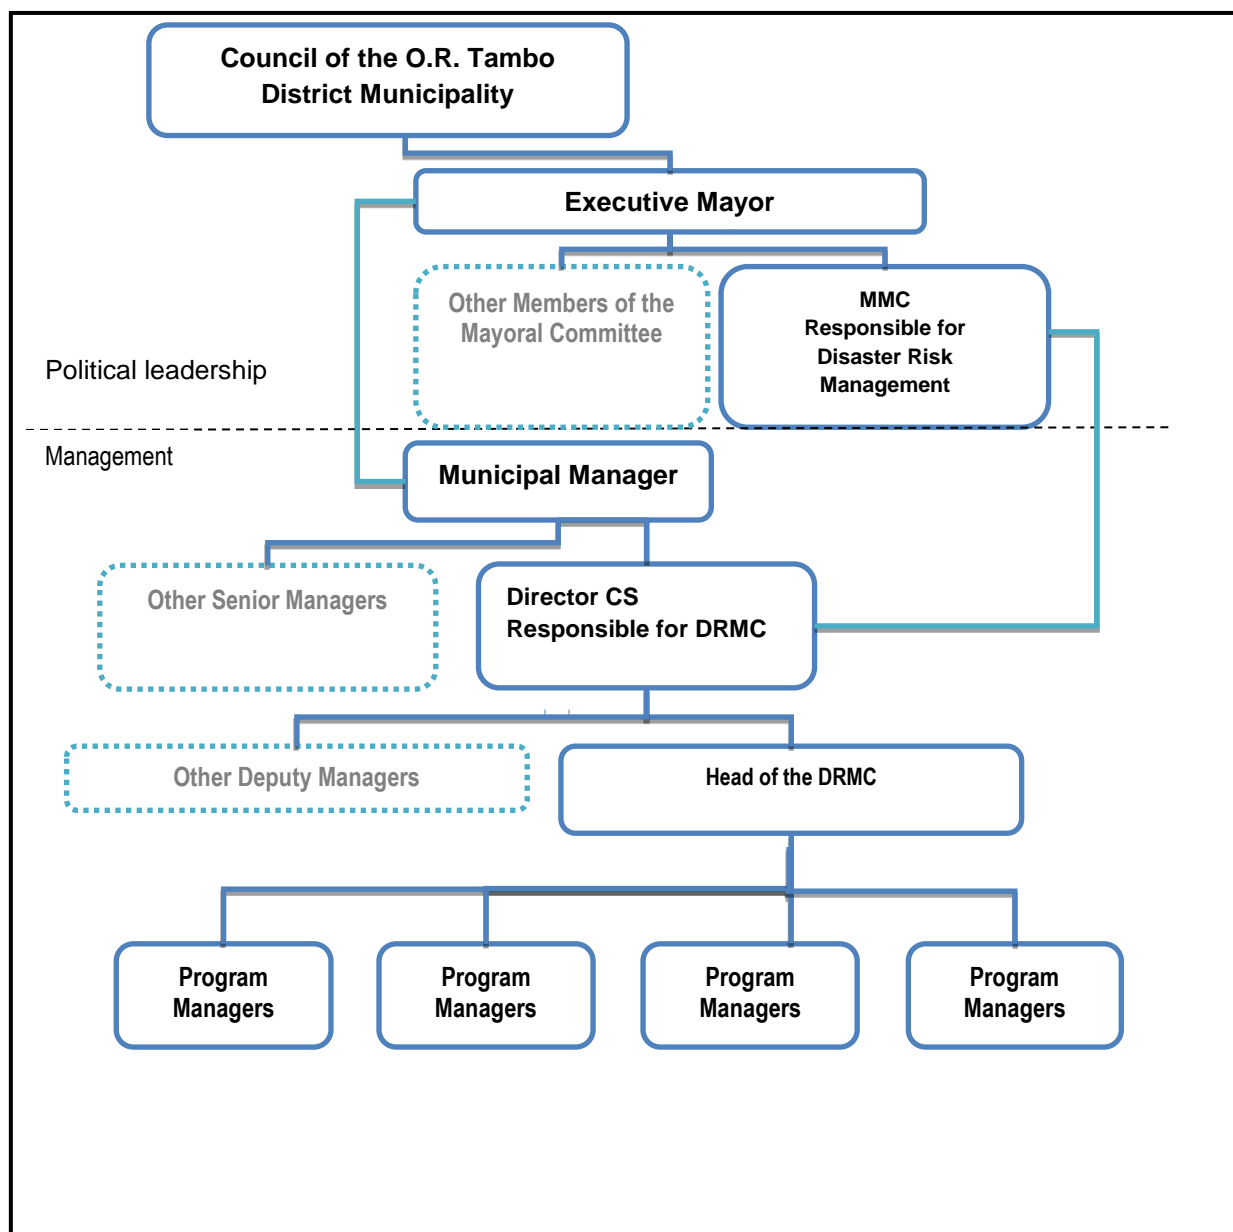 Council of the O.R. Tambo
District Municipality
Executive Mayor
Other Members of the
Mayoral Committee
MMC
Responsible for
Disaster Risk
Management
Political leadership
Management
Municipal Manager
Other Senior Managers
Director CS
Responsible for DRMC
Other Deputy Managers
Head of the DRMC
Program
Managers
Program
Managers
Program
Managers
Program
Managers